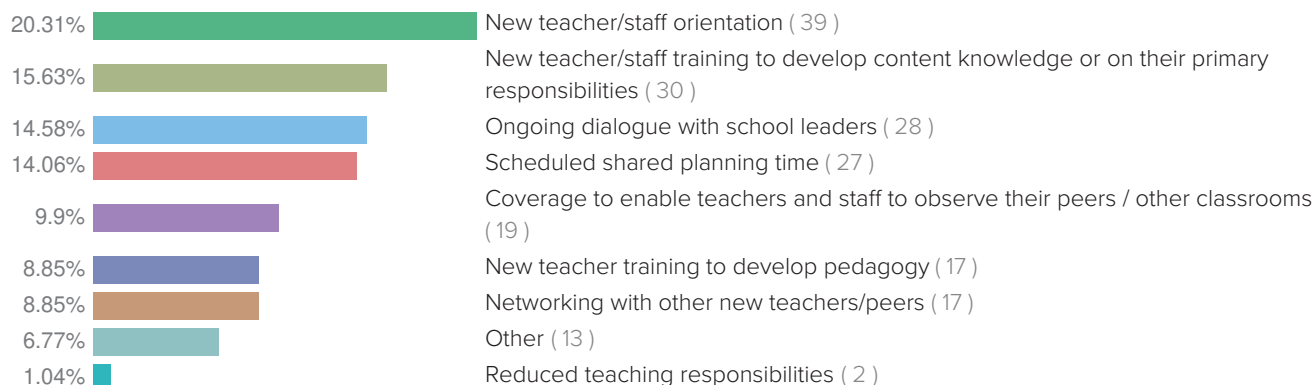 20.31% New teacher/staff orientation ( 39 )
15.63% New teacher/staff training to develop content knowledge or on their primary
responsibilities ( 30 )
14.58% Ongoing dialogue with school leaders ( 28 )
14.06% Scheduled shared planning time ( 27 )
9.9% Coverage to enable teachers and staff to observe their peers / other classrooms
( 19 )
8.85% New teacher training to develop pedagogy ( 17 )
8.85% Networking with other new teachers/peers ( 17 )
6.77% Other ( 13 )
1.04% Reduced teaching responsibilities ( 2 )